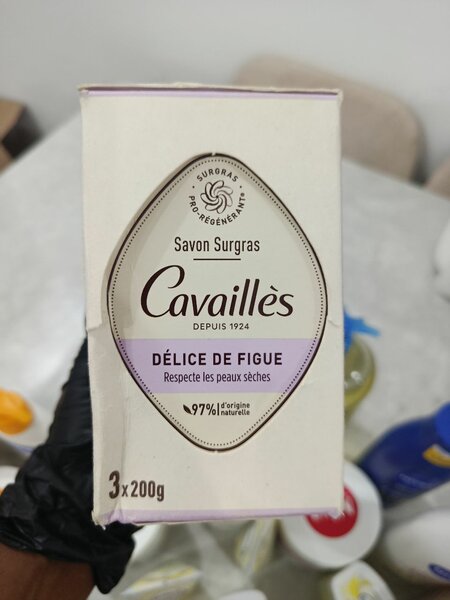 SURGRAS
PRO-RÉGÉNÉRANT®
Savon Surgras
Cavaillès
DEPUIS 1924
DÉLICE DE FIGUE
Respecte les peaux sèches
97% d'origine
naturelle
3x200g